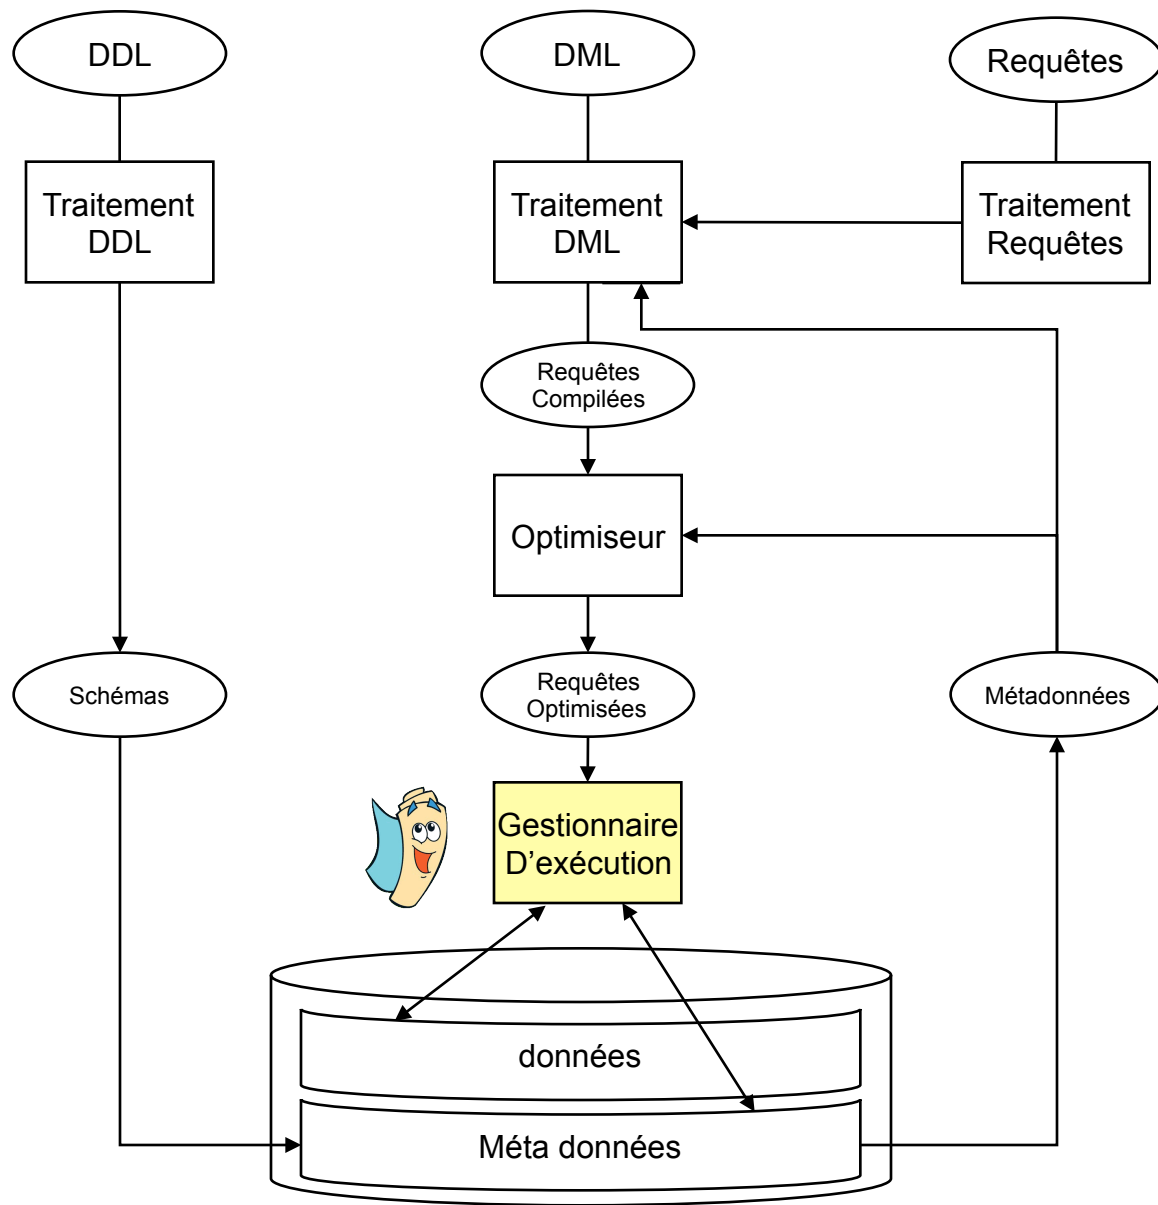 DDL
DML
Requêtes
Traitement
DDL
Traitement
DML
Traitement
Requêtes
Requêtes
Compilées
Optimiseur
Schémas
Requêtes
Optimisées
Métadonnées
Gestionnaire
D'exécution
données
Méta données